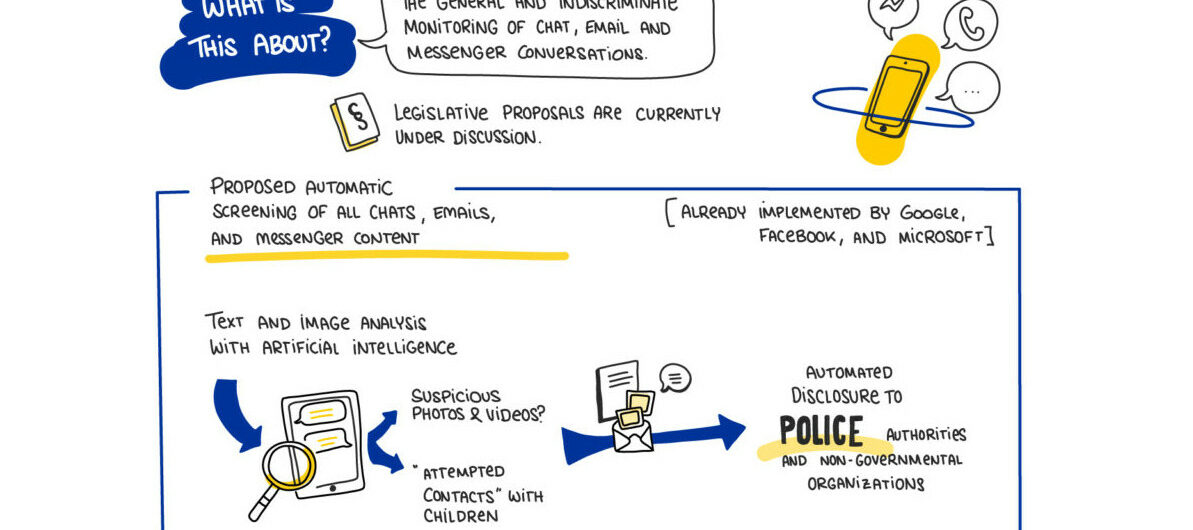 WHAT IS
THIS ABOUT?
THE GENERAL AND INDISCRIMINATE
MONITORING OF CHAT, EMAIL AND
MESSENGER CONVERSATIONS.
§
LEGISLATIVE PROPOSALS ARE CURRENTLY
UNDER DISCUSSION.
PROPOSED AUTOMATIC
SCREENING OF ALL CHATS, EMAILS,
AND MESSENGER CONTENT
[ALREADY IMPLEMENTED BY GOOGLE,
FACEBOOK, AND MICROSOFT]
TEXT AND IMAGE ANALYSIS
WITH ARTIFICIAL INTELLIGENCE
SUSPICIOUS
PHOTOS & VIDEOS?
"ATTEMPTED
CONTACTS" WITH
CHILDREN
AUTOMATED
DISCLOSURE TO
POLICE AUTHORITIES
AND NON-GOVERNMENTAL
ORGANIZATIONS